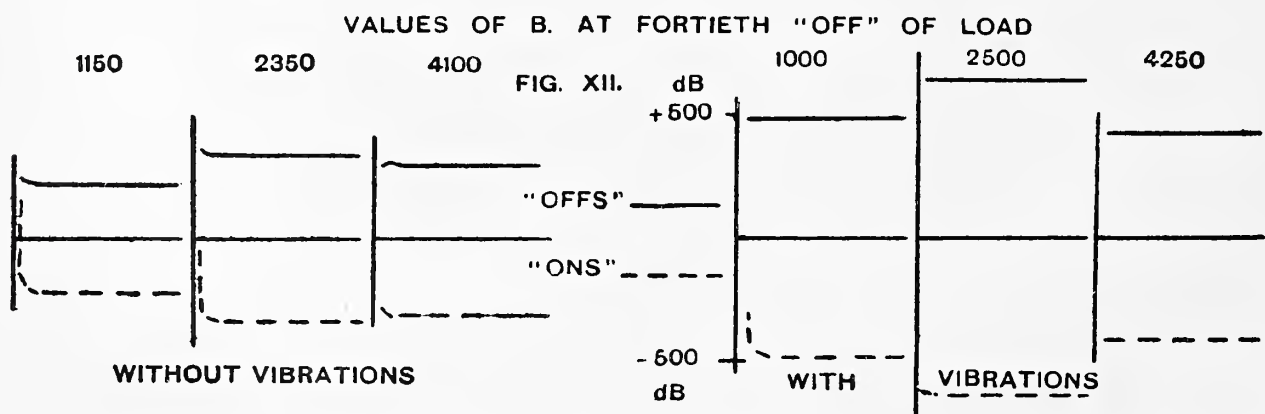 VALUES OF B. AT FORTIETH "OFF" OF LOAD
1150 2350 4100 1000 2500 4250
FIG. XII. dB
+500
"OFFS"
"ONS"
-500
dB
WITHOUT VIBRATIONS WITH VIBRATIONS